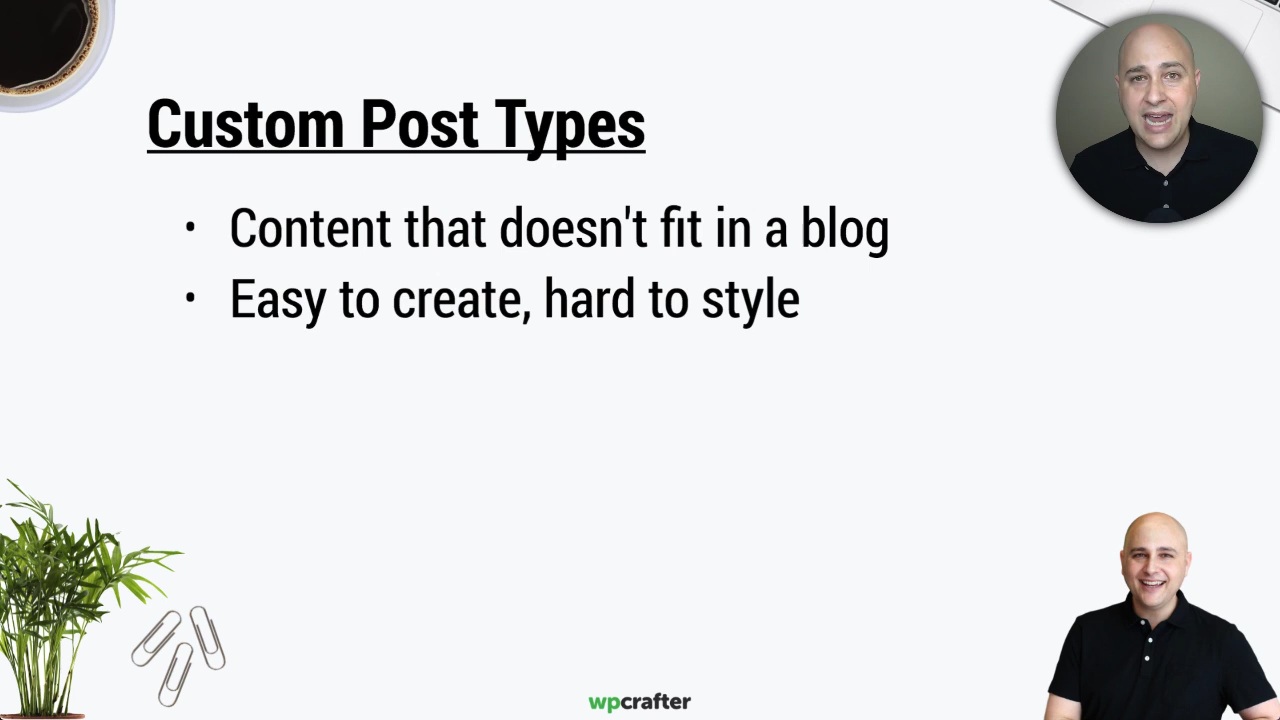 Custom Post Types
• Content that doesn't fit in a blog
• Easy to create, hard to style
wpcrafter